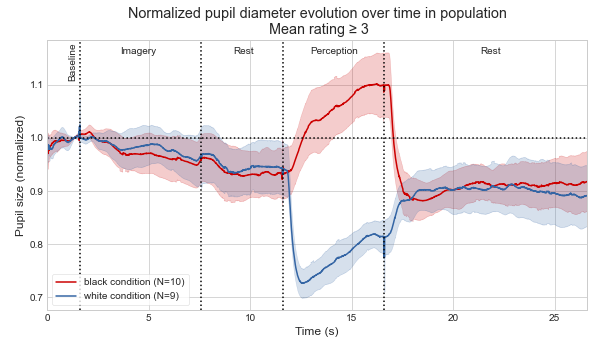 Normalized pupil diameter evolution over time in population
Mean rating ≥ 3
Baseline
Imagery
Rest
Perception
Rest
Pupil size (normalized)
1.1
1.0
0.9
0.8
0.7
black condition (N=10)
white condition (N=9)
0
5
10
15
20
25
Time (s)